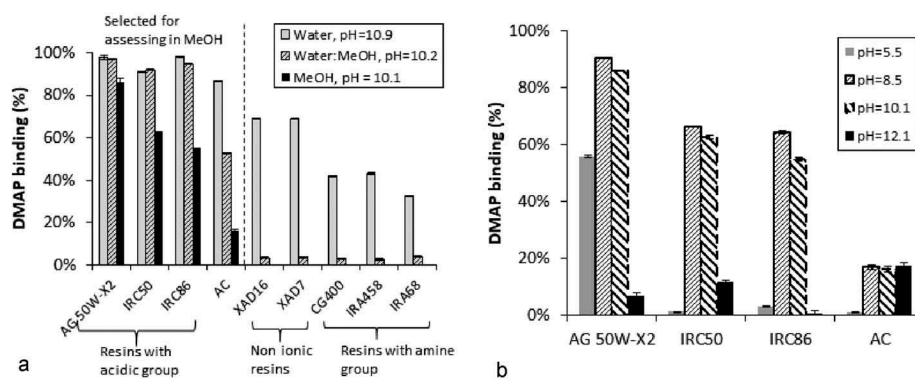 Selected for
assessing in MeOH
Water, pH=10.9
Water:MeOH, pH=10.2
MeOH, pH = 10.1
DMAP binding (%)
100%
80%
60%
40%
20%
0%
AG 50W-X2
IRC50
IRC86
AC
XAD16
XAD7
CG400
IRA458
IRA68
Resins with
acidic group
Non ionic
resins
Resins with amine
group
a
pH=5.5
pH=8.5
pH=10.1
pH=12.1
DMAP binding (%)
100%
80%
60%
40%
20%
0%
AG 50W-X2 IRC50 IRC86 AC
b